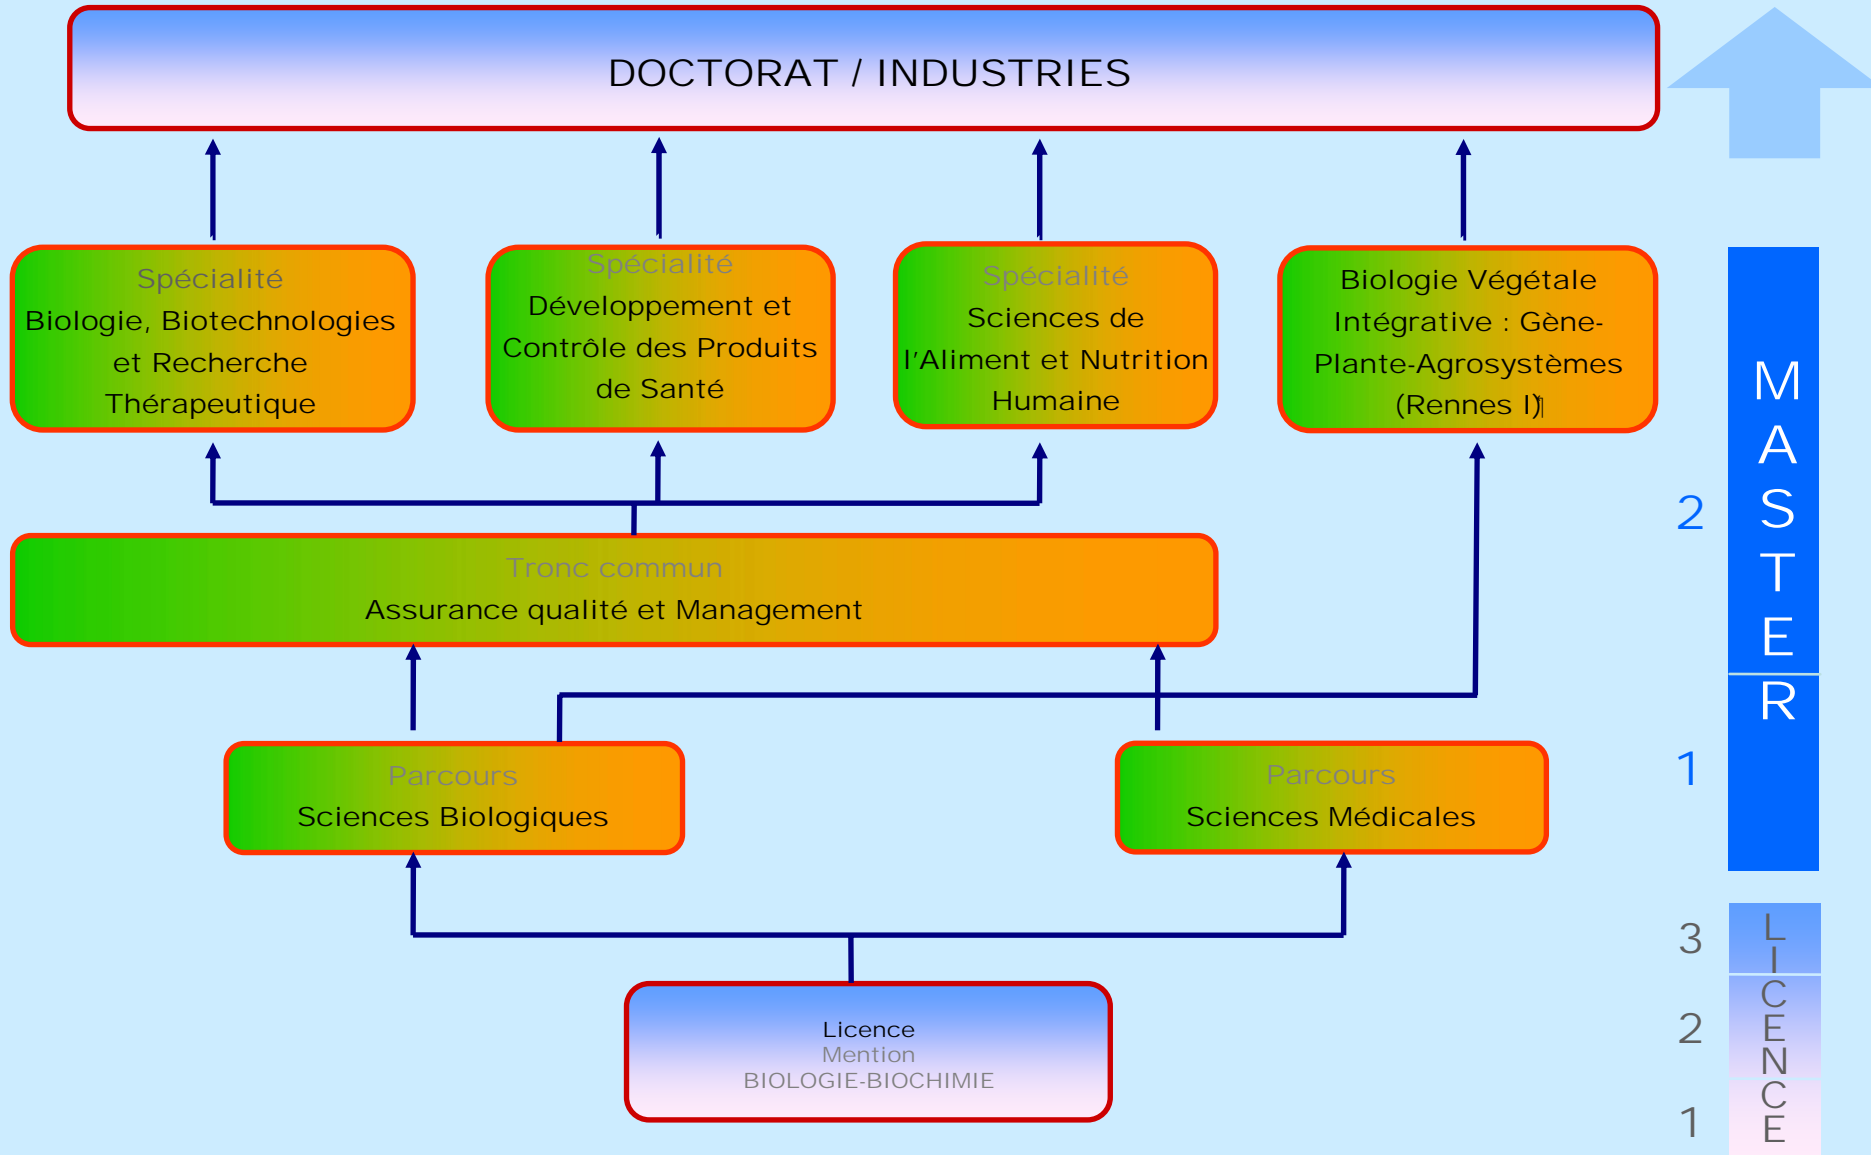 DOCTORAT / INDUSTRIES
Spécialité
Biologie, Biotechnologies
et Recherche
Thérapeutique
Spécialité
Développement et
Contrôle des Produits
de Santé
Spécialité
Sciences de
l'Aliment et Nutrition
Humaine
Biologie Végétale
Intégrative : Gène-
Plante-Agrosystèmes
(Rennes I)
Tronc commun
Assurance qualité et Management
Parcours
Sciences Biologiques
Parcours
Sciences Médicales
Licence
Mention
BIOLOGIE-BIOCHIMIE
MASTER
2
1
LICENCE
3
2
1